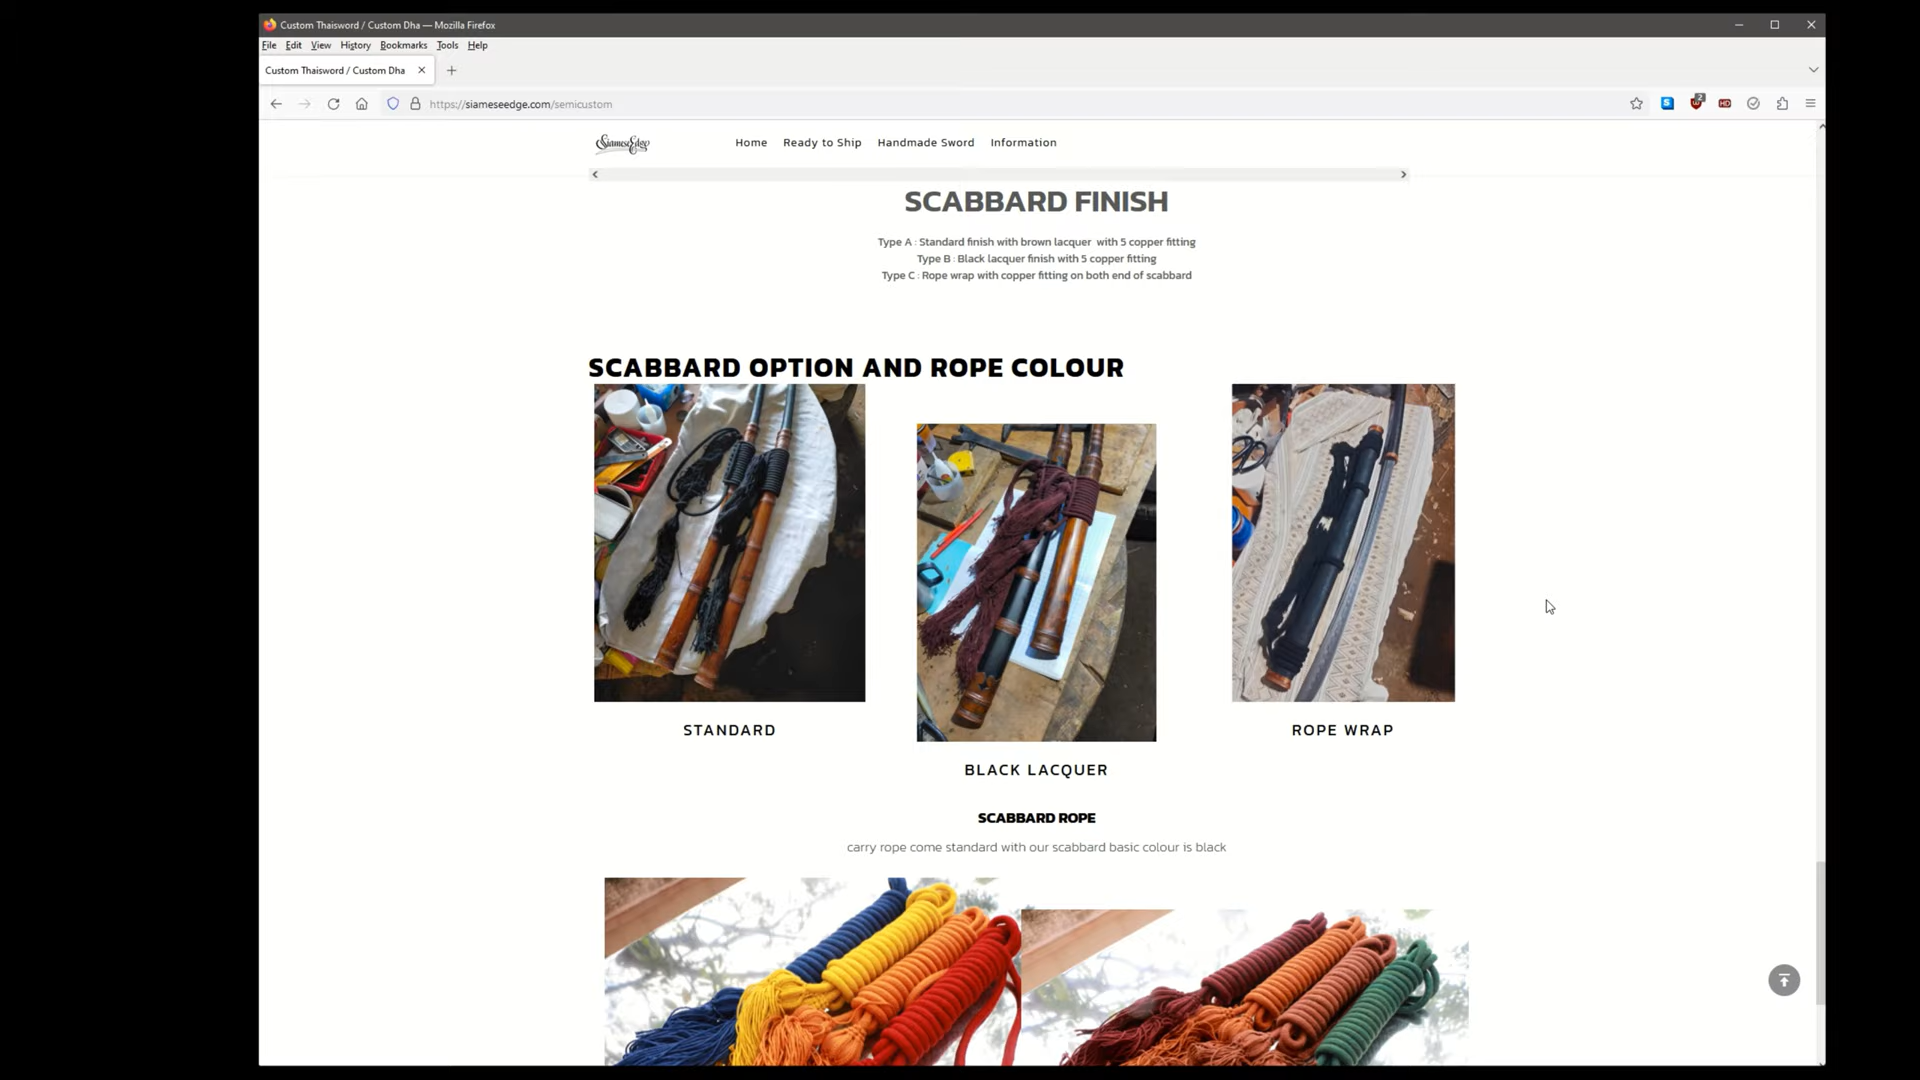 Custom Thaisword / Custom Dha — Mozilla Firefox
File Edit View History Bookmarks Tools Help
Custom Thaisword / Custom Dha
https://siameseedge.com/semicustom
2
S
HD
SiameseEdge
Home Ready to Ship Handmade Sword Information
SCABBARD FINISH
Type A : Standard finish with brown lacquer with 5 copper fitting
Type B : Black lacquer finish with 5 copper fitting
Type C : Rope wrap with copper fitting on both end of scabbard
SCABBARD OPTION AND ROPE COLOUR
STANDARD
BLACK LACQUER
ROPE WRAP
SCABBARD ROPE
carry rope come standard with our scabbard basic colour is black